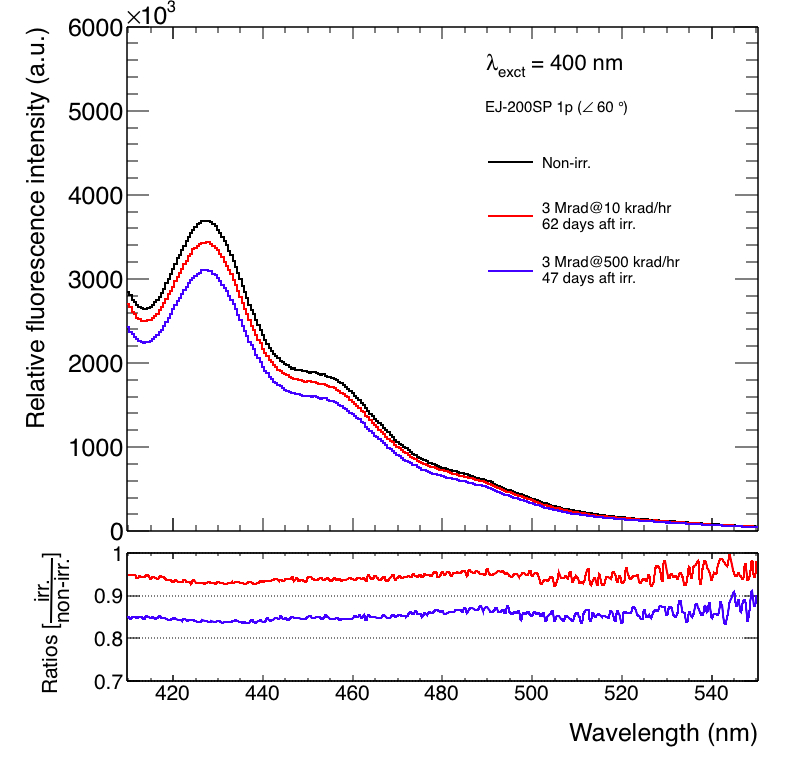 ×10³
6000
5000
4000
3000
2000
1000
0
Relative fluorescence intensity (a.u.)
λexct = 400 nm
EJ-200SP 1p (∠ 60 °)
Non-irr.
3 Mrad@10 krad/hr
62 days aft irr.
3 Mrad@500 krad/hr
47 days aft irr.
1
0.9
0.8
0.7
Ratios [irr./non-irr.]
420 440 460 480 500 520 540
Wavelength (nm)